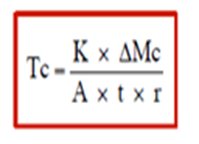 Tc = K × ΔMc
A × t × r